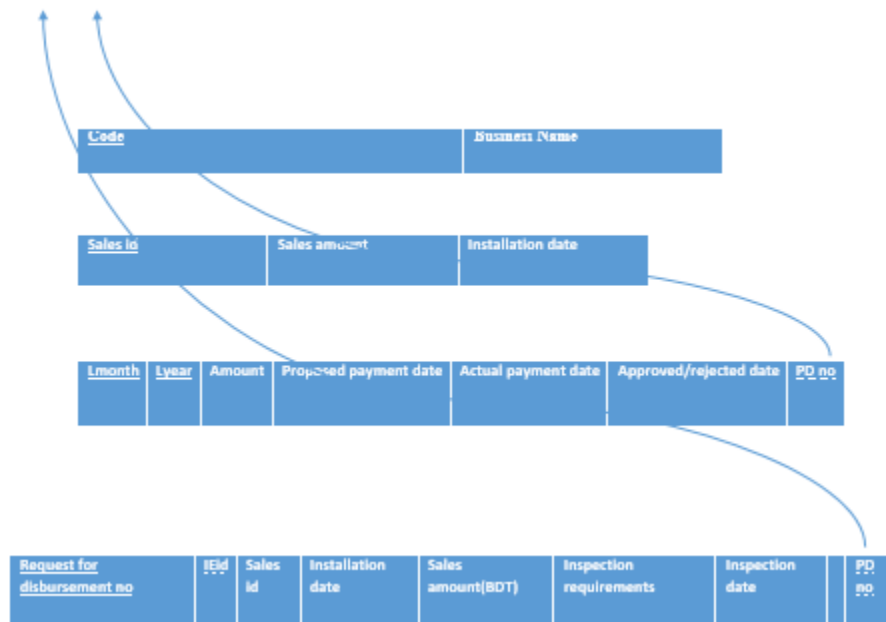 Code Business Name
Sales id Sales amount Installation date
Lmonth Lyear Amount Proposed payment date Actual payment date Approved/rejected date PD no
Request for IEid Sales Installation Sales Inspection Inspection PD
disbursement no id date amount(BDT) requirements date no